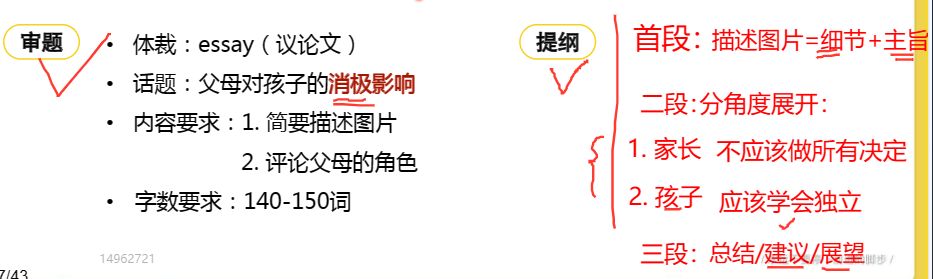 审题
• 体裁：essay（议论文）
• 话题：父母对孩子的消极影响
• 内容要求：1. 简要描述图片
2. 评论父母的角色
• 字数要求：140-150词
14962721
7/43
提纲
首段：描述图片=细节+主旨
二段:分角度展开：
1. 家长 不应该做所有决定
2. 孩子 应该学会独立
三段：总结/建议/展望
脚步 /